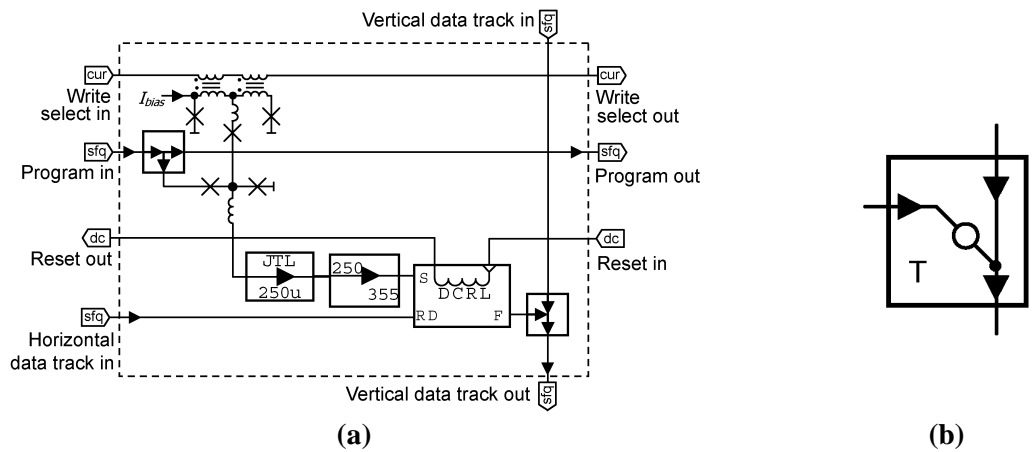 Vertical data track in
sfq
cur
Write
select in
I_bias
cur
Write
select out
sfq
Program in
sfq
Program out
dc
Reset out
dc
Reset in
JTL
250u
250
355
S
DCRL
RD
F
sfq
Horizontal
data track in
Vertical data track out
sfq
T
(a)
(b)